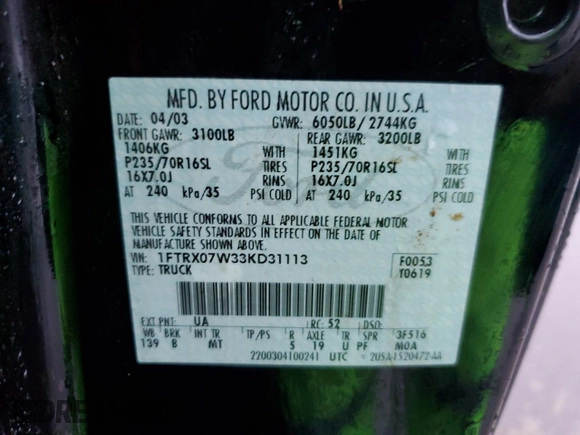 MFD. BY FORD MOTOR CO. IN U.S.A.
DATE: 04/03 GVWR: 6050LB/ 2744KG
FRONT GAWR: 3100LB REAR GAWR: 3200LB
1406KG WITH 1451KG WITH
P235/70R16SL TIRES P235/70R16SL TIRES
16X7.0J RIMS 16X7.0J RIMS
AT 240 kPa/35 PSI COLD AT 240 kPa/35 PSI COLD
THIS VEHICLE CONFORMS TO ALL APPLICABLE FEDERAL MOTOR
VEHICLE SAFETY STANDARDS IN EFFECT ON THE DATE OF
MANUFACTURE SHOWN ABOVE.
VIN: 1FTRX07W33KD31113 F0053
TYPE: TRUCK T0619
EXT PNT: UA RC: 52 DSO:
WB BRK INT TR TP/PS R AXLE TR SPR 3F516
139 B MT 5 19 U PF M0A
2200304100241 UTC